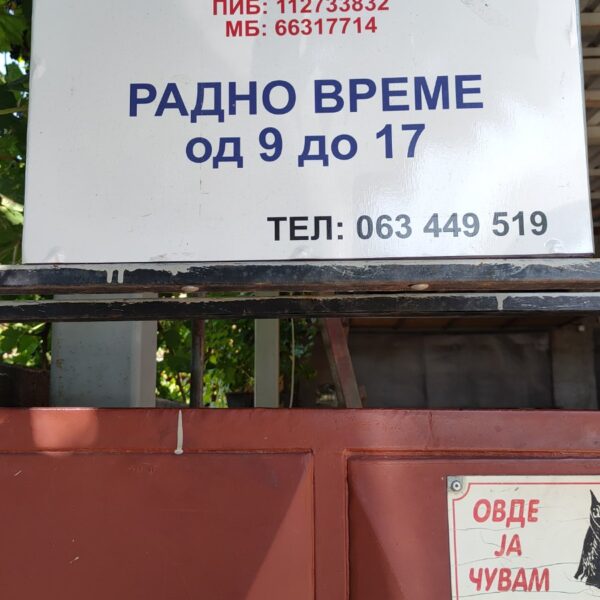 ПИБ: 112733832
МБ: 66317714
РАДНО ВРЕМЕ
од 9 до 17
ТЕЛ: 063 449 519
ОВДЕ
ЈА
ЧУВАМ